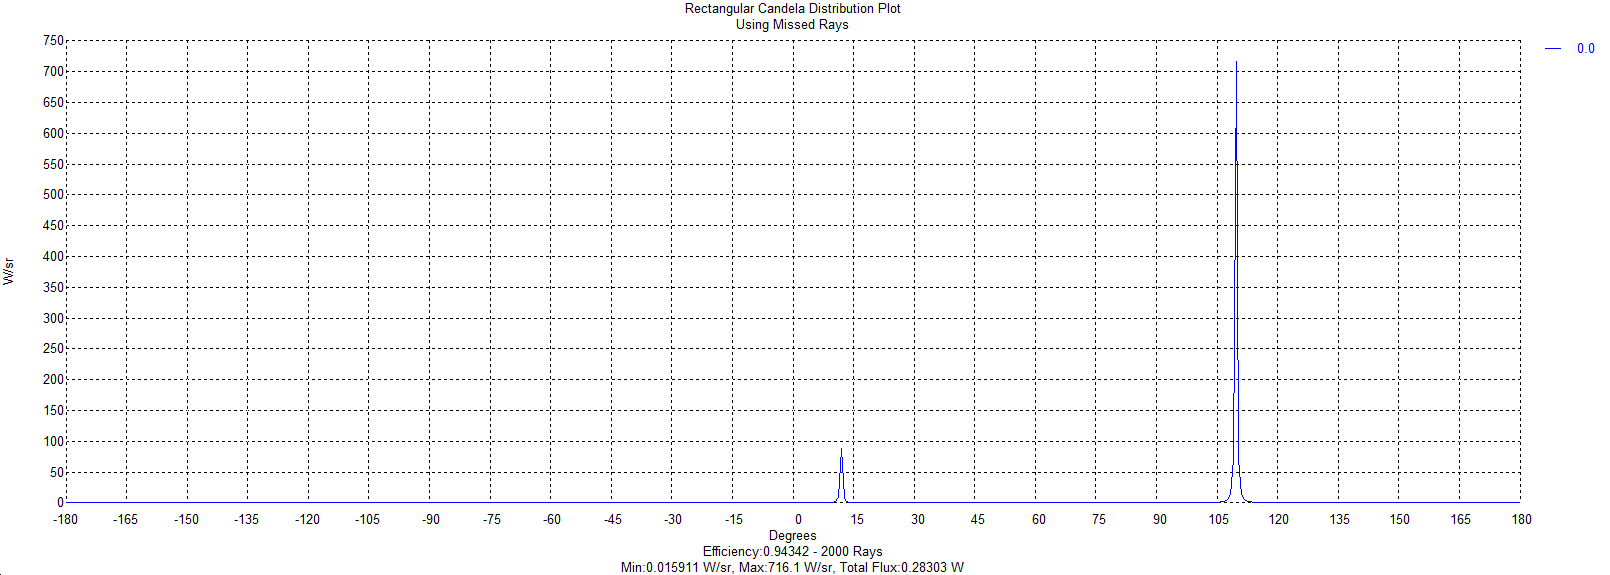 Rectangular Candela Distribution Plot
Using Missed Rays
750
700
650
600
550
500
450
400
350
300
250
200
150
100
50
0
W/sr
-180 -165 -150 -135 -120 -105 -90 -75 -60 -45 -30 -15 0 15 30 45 60 75 90 105 120 135 150 165 180
Degrees
Efficiency:0.94342 - 2000 Rays
Min:0.015911 W/sr, Max:716.1 W/sr, Total Flux:0.28303 W
0.0